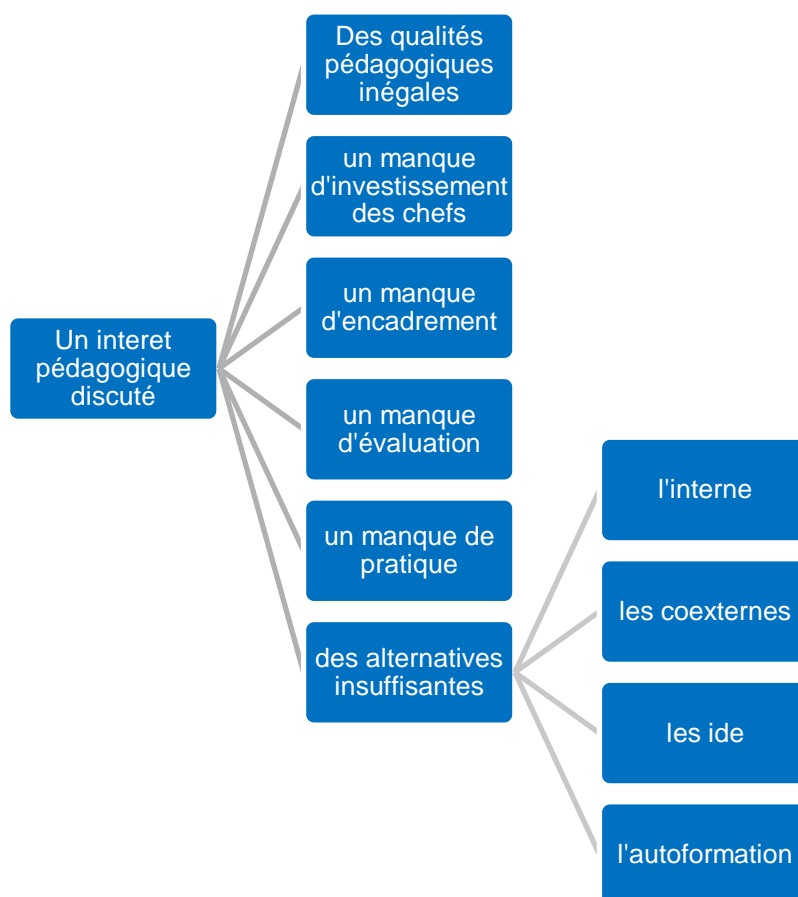 Des qualités
pédagogiques
inégales
un manque
d'investissement
des chefs
un manque
d'encadrement
Un interet
pédagogique
discuté
un manque
d'évaluation
l'interne
un manque de
pratique
les coexternes
des alternatives
insuffisantes
les ide
l'autoformation